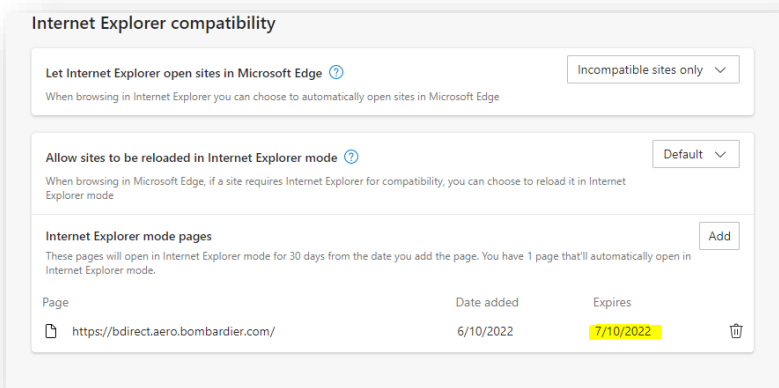 Internet Explorer compatibility
Let Internet Explorer open sites in Microsoft Edge ?
Incompatible sites only
When browsing in Internet Explorer you can choose to automatically open sites in Microsoft Edge
Allow sites to be reloaded in Internet Explorer mode ?
Default
When browsing in Microsoft Edge, if a site requires Internet Explorer for compatibility, you can choose to reload it in Internet
Explorer mode
Internet Explorer mode pages
Add
These pages will open in Internet Explorer mode for 30 days from the date you add the page. You have 1 page that'll automatically open in
Internet Explorer mode.
Page Date added Expires
https://bdirect.aero.bombardier.com/ 6/10/2022 7/10/2022